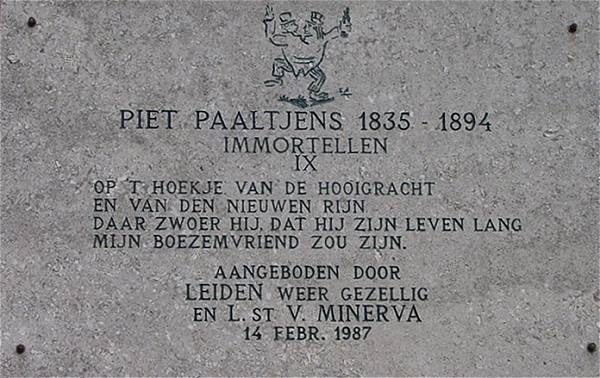 PIET PAALTJENS 1835 - 1894
IMMORTELLEN
IX
OP 'T HOEKJE VAN DE HOOIGRACHT
EN VAN DEN NIEUWEN RIJN
DAAR ZWOER HIJ, DAT HIJ ZIJN LEVEN LANG
MIJN BOEZEMVRIEND ZOU ZIJN.
AANGEBODEN DOOR
LEIDEN WEER GEZELLIG
EN L. ST V. MINERVA
14 FEBR. 1987